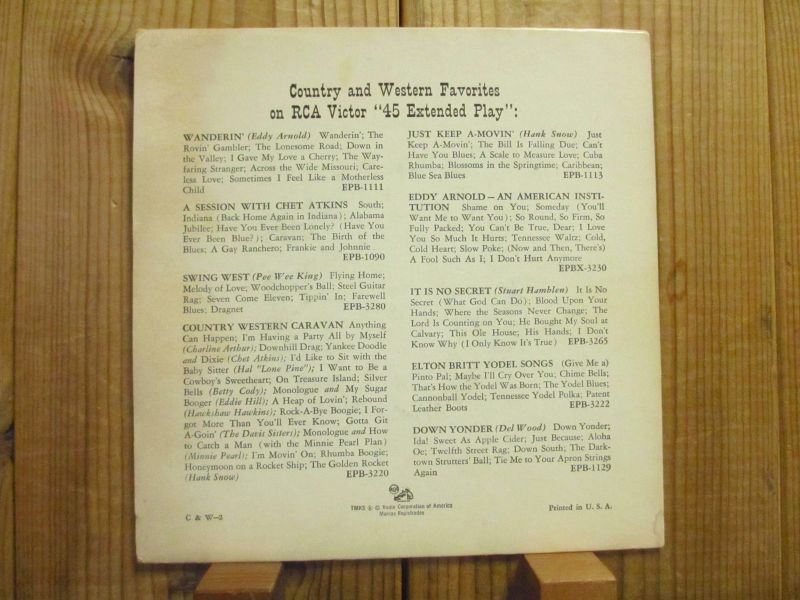 Country and Western Favorites
on RCA Victor "45 Extended Play":
WANDERIN' (Eddy Arnold) Wanderin'; The
Rovin' Gambler; The Lonesome Road; Down in
the Valley; I Gave My Love a Cherry; The Way-
faring Stranger; Across the Wide Missouri; Care-
less Love; Sometimes I Feel Like a Motherless
Child EPB-1111
A SESSION WITH CHET ATKINS South;
Indiana (Back Home Again in Indiana); Alabama
Jubilee; Have You Ever Been Lonely? (Have You
Ever Been Blue?); Caravan; The Birth of the
Blues; A Gay Ranchero; Frankie and Johnnie
EPB-1090
SWING WEST (Pee Wee King) Flying Home;
Melody of Love; Woodchopper's Ball; Steel Guitar
Rag; Seven Come Eleven; Tippin' In; Farewell
Blues; Dragnet EPB-3280
COUNTRY WESTERN CARAVAN Anything
Can Happen; I'm Having a Party All by Myself
(Charline Arthur); Downhill Drag; Yankee Doodle
and Dixie (Chet Atkins); I'd Like to Sit with the
Baby Sitter (Hal "Lone Pine"); I Want to Be a
Cowboy's Sweetheart; On Treasure Island; Silver
Bells (Betty Cody); Monologue and My Sugar
Booger (Eddie Hill); A Heap of Lovin'; Rebound
(Hawkshaw Hawkins); Rock-A-Bye Boogie; I For-
got More Than You'll Ever Know; Gotta Git
A-Goin' (The Davis Sisters); Monologue and How
to Catch a Man (with the Minnie Pearl Plan)
(Minnie Pearl); I'm Movin' On; Rhumba Boogie;
Honeymoon on a Rocket Ship; The Golden Rocket
(Hank Snow) EPB-3220
JUST KEEP A-MOVIN' (Hank Snow) Just
Keep A-Movin'; The Bill Is Falling Due; Can't
Have You Blues; A Scale to Measure Love; Cuba
Rhumba; Blossoms in the Springtime; Caribbean;
Blue Sea Blues EPB-1113
EDDY ARNOLD—AN AMERICAN INSTI-
TUTION Shame on You; Someday (You'll
Want Me to Want You); So Round, So Firm, So
Fully Packed; You Can't Be True, Dear; I Love
You So Much It Hurts; Tennessee Waltz; Cold,
Cold Heart; Slow Poke; (Now and Then, There's)
A Fool Such As I; I Don't Hurt Anymore
EPBX-3230
IT IS NO SECRET (Stuart Hamblen) It Is No
Secret (What God Can Do); Blood Upon Your
Hands; Where the Seasons Never Change; The
Lord Is Counting on You; He Bought My Soul at
Calvary; This Ole House; His Hands; I Don't
Know Why (I Only Know It's True) EPB-3265
ELTON BRITT YODEL SONGS (Give Me a)
Pinto Pal; Maybe I'll Cry Over You; Chime Bells;
That's How the Yodel Was Born; The Yodel Blues;
Cannonball Yodel; Tennessee Yodel Polka; Patent
Leather Boots EPB-3222
DOWN YONDER (Del Wood) Down Yonder;
Ida! Sweet As Apple Cider; Just Because; Aloha
Oe; Twelfth Street Rag; Down South; The Dark-
town Strutters' Ball; Tie Me to Your Apron Strings
Again EPB-1129
RCA
TMKS ® © Radio Corporation of America
Marcas Registradas
C & W—2
Printed in U. S. A.